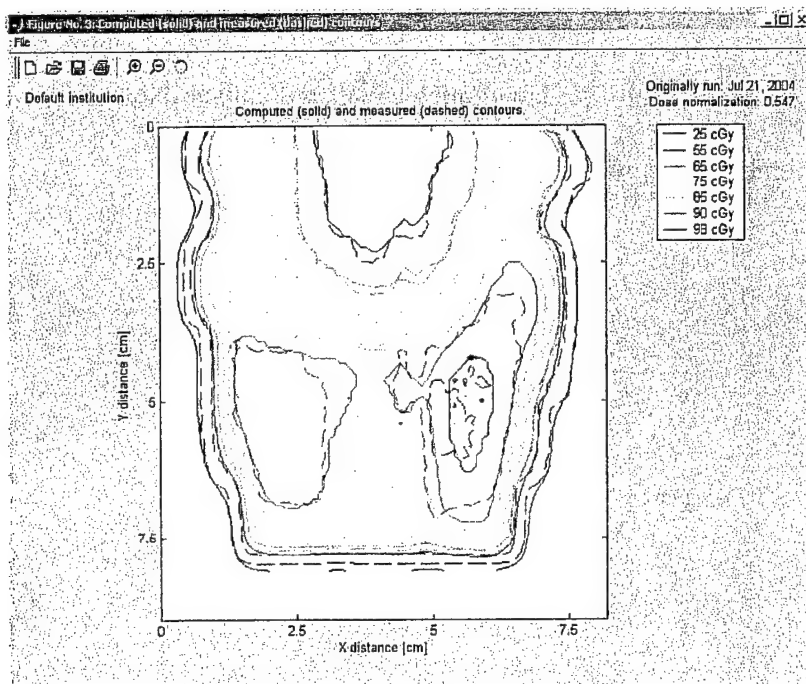 Figure No. 3: Computed (solid) and measured (dashed) contours
File
Default Institution
Originally run: Jul 21, 2004
Dose normalization: 0.547
Computed (solid) and measured (dashed) contours
25 cGy
55 cGy
65 cGy
75 cGy
85 cGy
90 cGy
93 cGy
0
2.5
5
7.5
Y distance [cm]
0
2.5
5
7.5
X distance [cm]